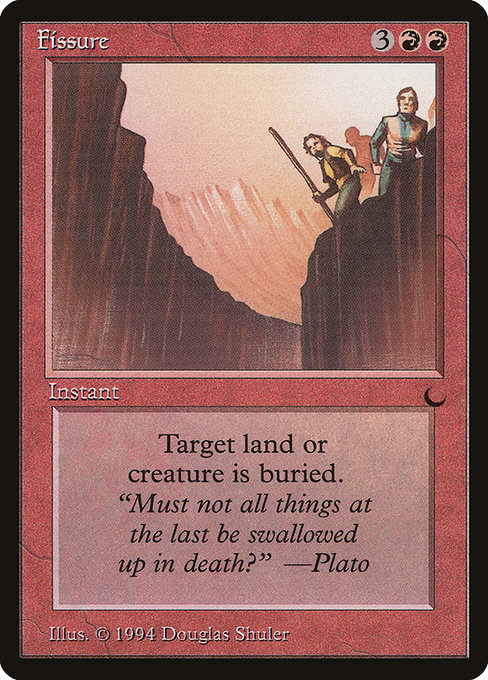 Fissure 3
Instant
Target land or
creature is buried.
“Must not all things at
the last be swallowed
up in death?” —Plato
Illus. © 1994 Douglas Shuler